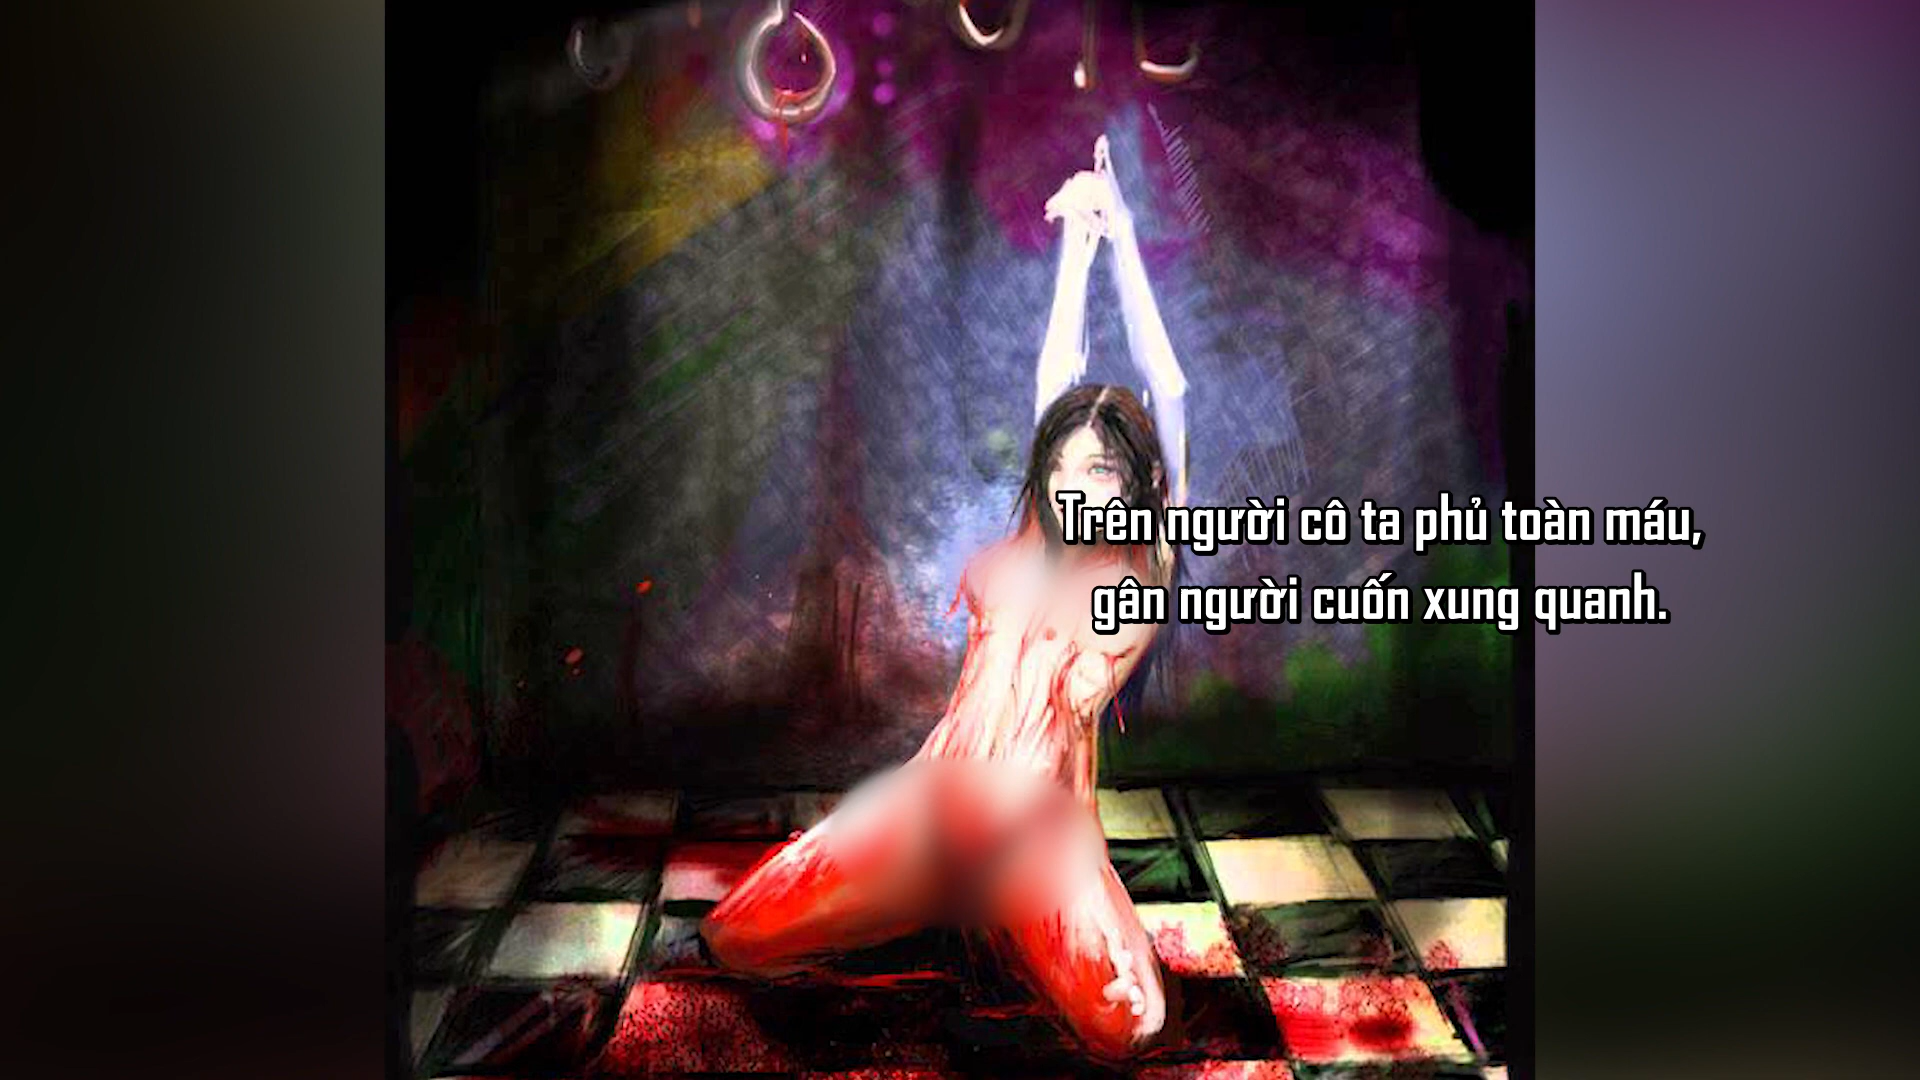 Trên người cô ta phủ toàn máu,
gân người cuốn xung quanh.